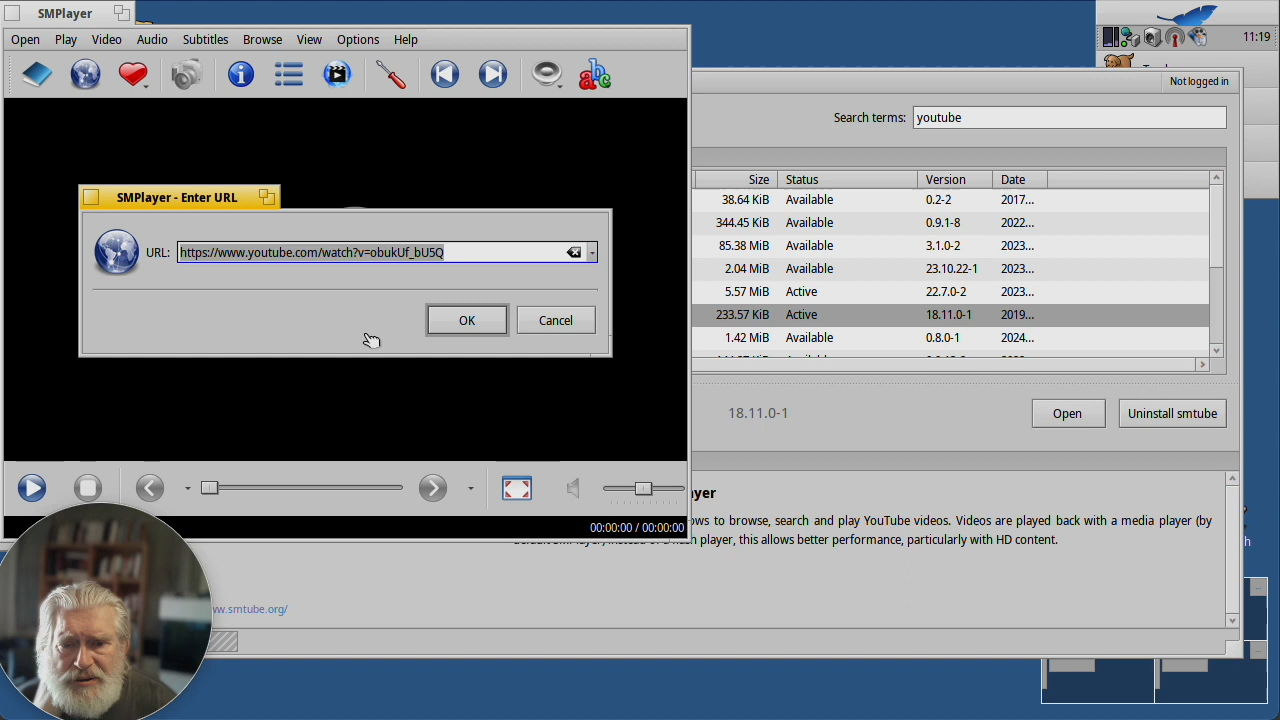 SMPlayer
Open Play Video Audio Subtitles Browse View Options Help
11:19
Not logged in
Search terms: youtube
Size Status Version Date
38.64 KiB Available 0.2-2 2017...
344.45 KiB Available 0.9.1-8 2022...
85.38 MiB Available 3.1.0-2 2023...
2.04 MiB Available 23.10.22-1 2023...
5.57 MiB Active 22.7.0-2 2023...
233.57 KiB Active 18.11.0-1 2019...
1.42 MiB Available 0.8.0-1 2024...
SMPlayer - Enter URL
URL: https://www.youtube.com/watch?v=obukUf_bU5Q
OK Cancel
18.11.0-1
Open Uninstall smtube
00:00:00 / 00:00:00
ows to browse, search and play YouTube videos. Videos are played back with a media player (by
player, this allows better performance, particularly with HD content.
ww.smtube.org/